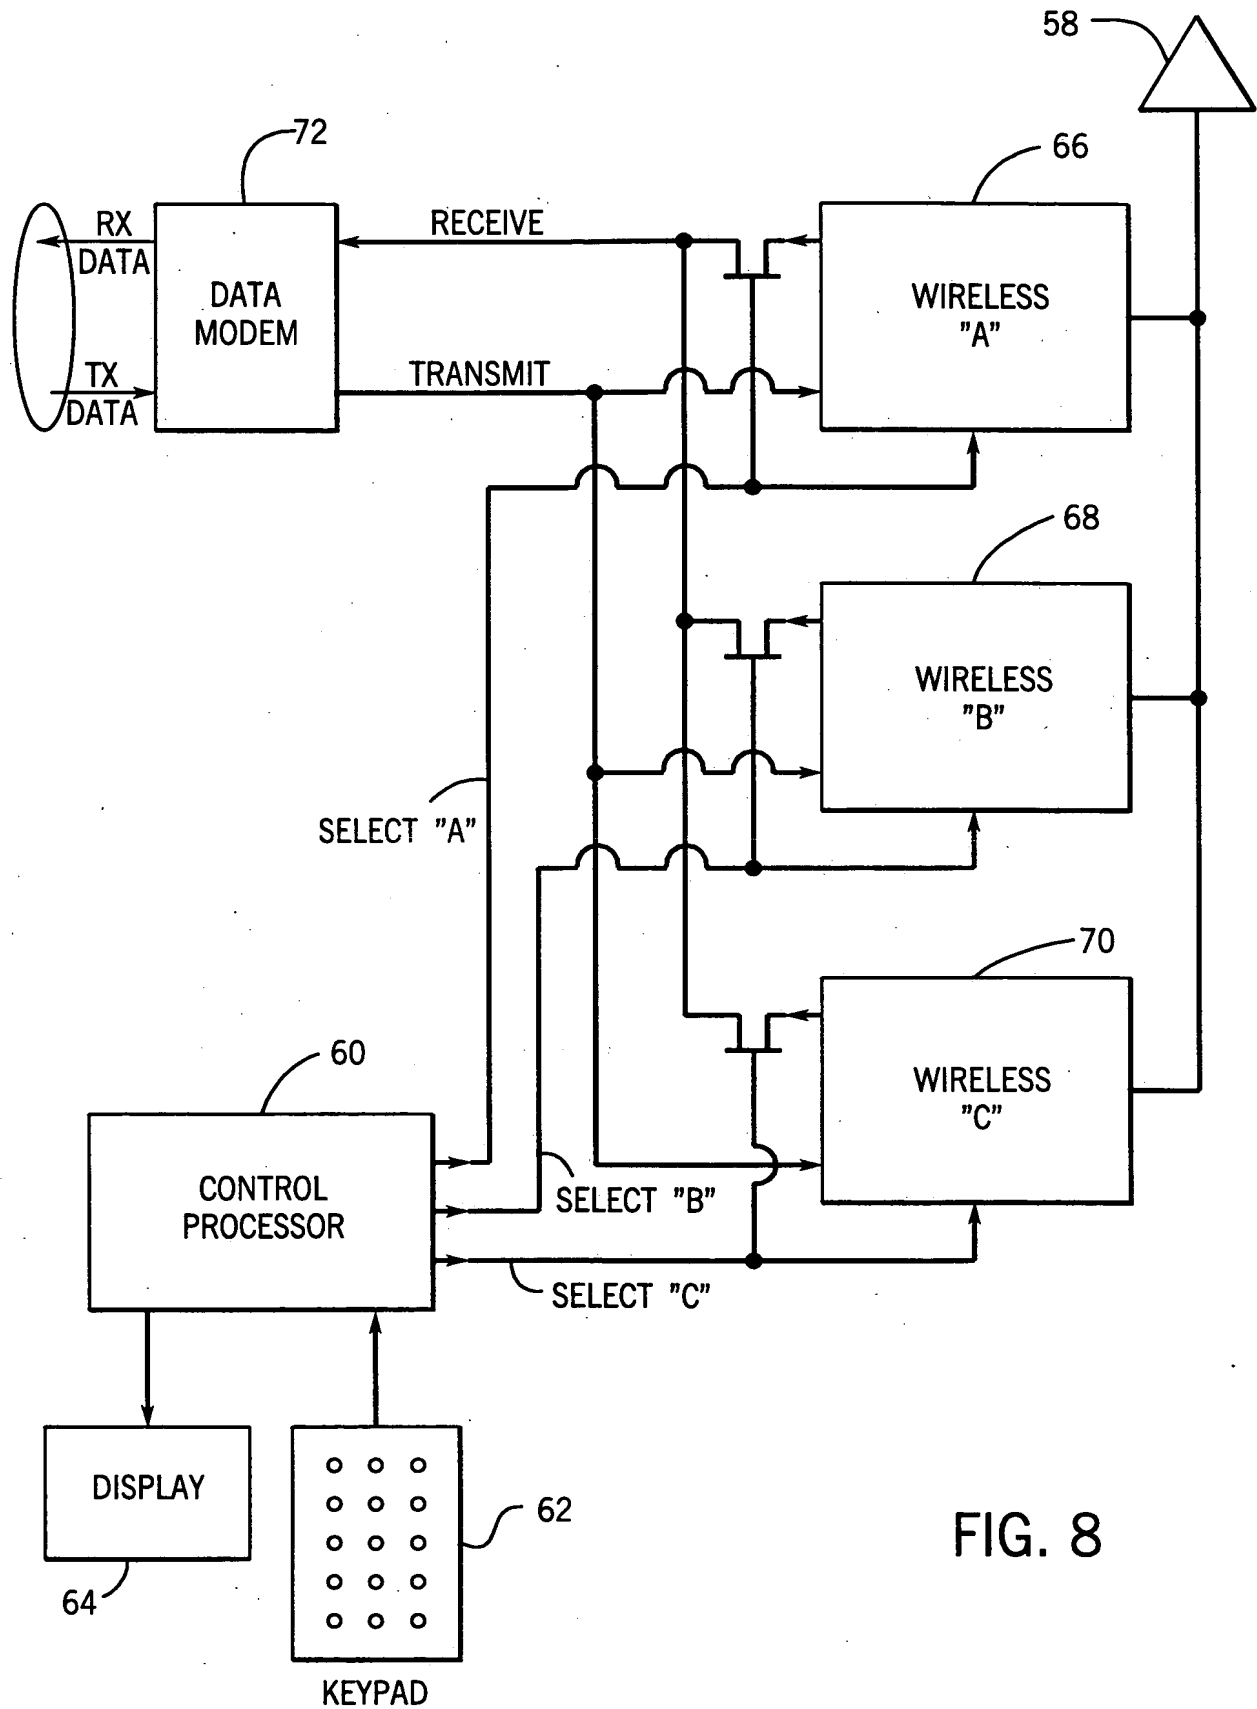 58
72
66
RX
DATA
RECEIVE
DATA
MODEM
WIRELESS
"A"
TX
DATA
TRANSMIT
68
WIRELESS
"B"
SELECT "A"
70
60
WIRELESS
"C"
CONTROL
PROCESSOR
SELECT "B"
SELECT "C"
DISPLAY
62
64
KEYPAD
FIG. 8